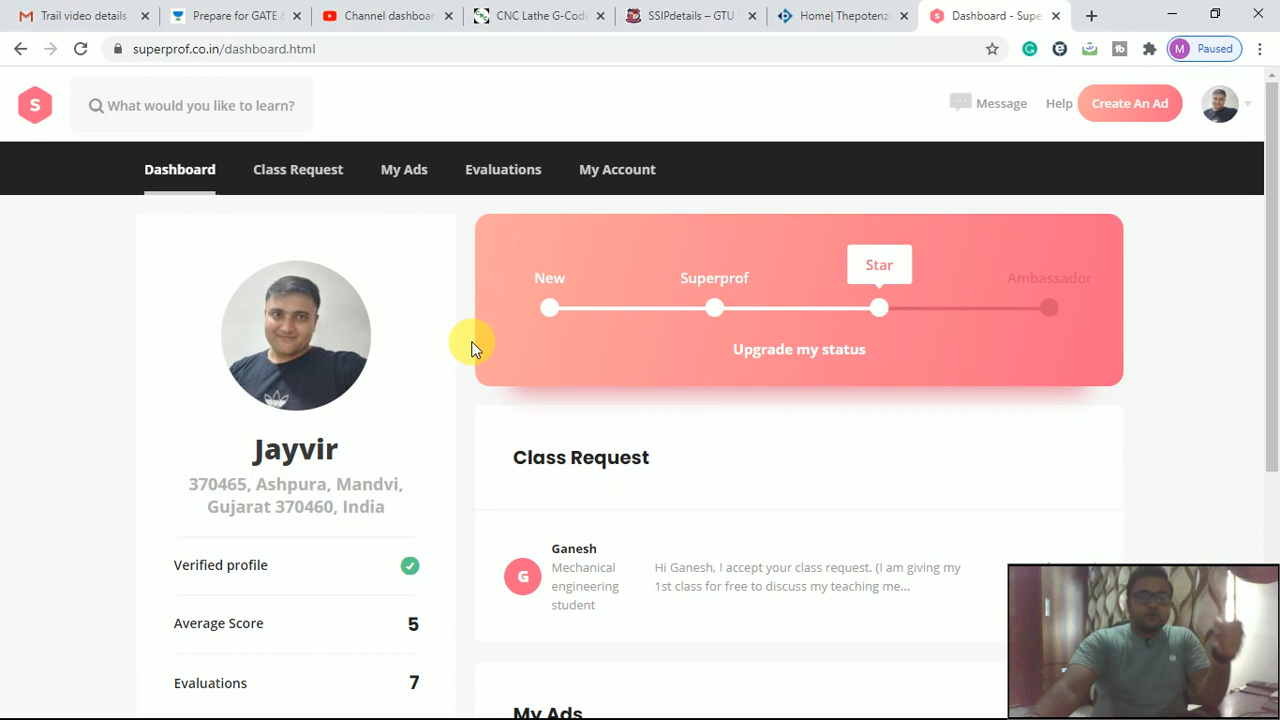 Trail video details
Prepare for GATE &
Channel dashboar
CNC Lathe G-Code
SSIPdetails – GTU
Home| Thepotenz
Dashboard - Supe
superprof.co.in/dashboard.html
M Paused
S
What would you like to learn?
Message
Help
Create An Ad
Dashboard
Class Request
My Ads
Evaluations
My Account
New
Superprof
Star
Ambassador
Upgrade my status
Jayvir
370465, Ashpura, Mandvi,
Gujarat 370460, India
Verified profile
Average Score 5
Evaluations 7
Class Request
G
Ganesh
Mechanical
engineering
student
Hi Ganesh, I accept your class request. (I am giving my
1st class for free to discuss my teaching me...
My Ads